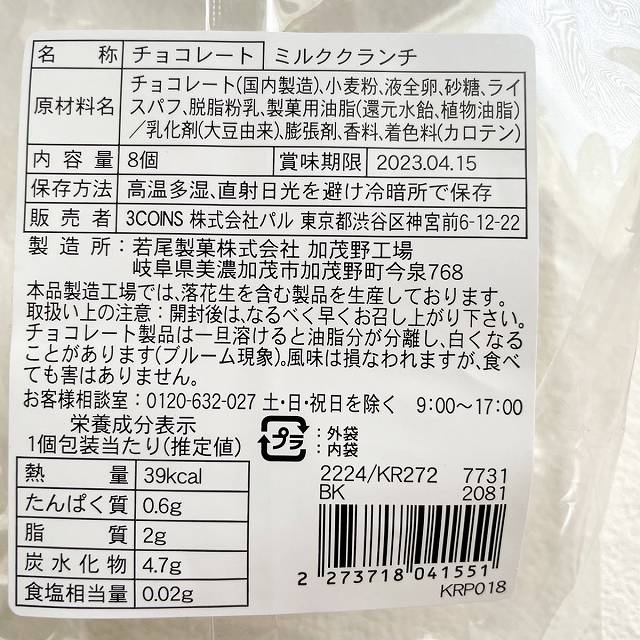 名称 チョコレート ミルククランチ
原材料名 チョコレート(国内製造)、小麦粉、液全卵、砂糖、ライ
スパフ、脱脂粉乳、製菓用油脂(還元水飴、植物油脂)
/乳化剤(大豆由来)、膨張剤、香料、着色料(カロテン)
内容量 8個 賞味期限 2023.04.15
保存方法 高温多湿、直射日光を避け冷暗所で保存
販売者 3COINS 株式会社パル 東京都渋谷区神宮前6-12-22
製造所:若尾製菓株式会社 加茂野工場
岐阜県美濃加茂市加茂野町今泉768
本品製造工場では、落花生を含む製品を生産しております。
取扱い上の注意:開封後は、なるべく早くお召し上がり下さい。
チョコレート製品は一旦溶けると油脂分が分離し、白くなる
ことがあります(ブルーム現象)。風味は損なわれますが、食べ
ても害はありません。
お客様相談室:0120-632-027 土・日・祝日を除く 9:00~17:00
栄養成分表示
1個包装当たり(推定値)
プラ :外袋
:内袋
熱量 39kcal
たんぱく質 0.6g
脂質 2g
炭水化物 4.7g
食塩相当量 0.02g
2224/KR272 7731
BK 2081
2 273718 041551
KRP018